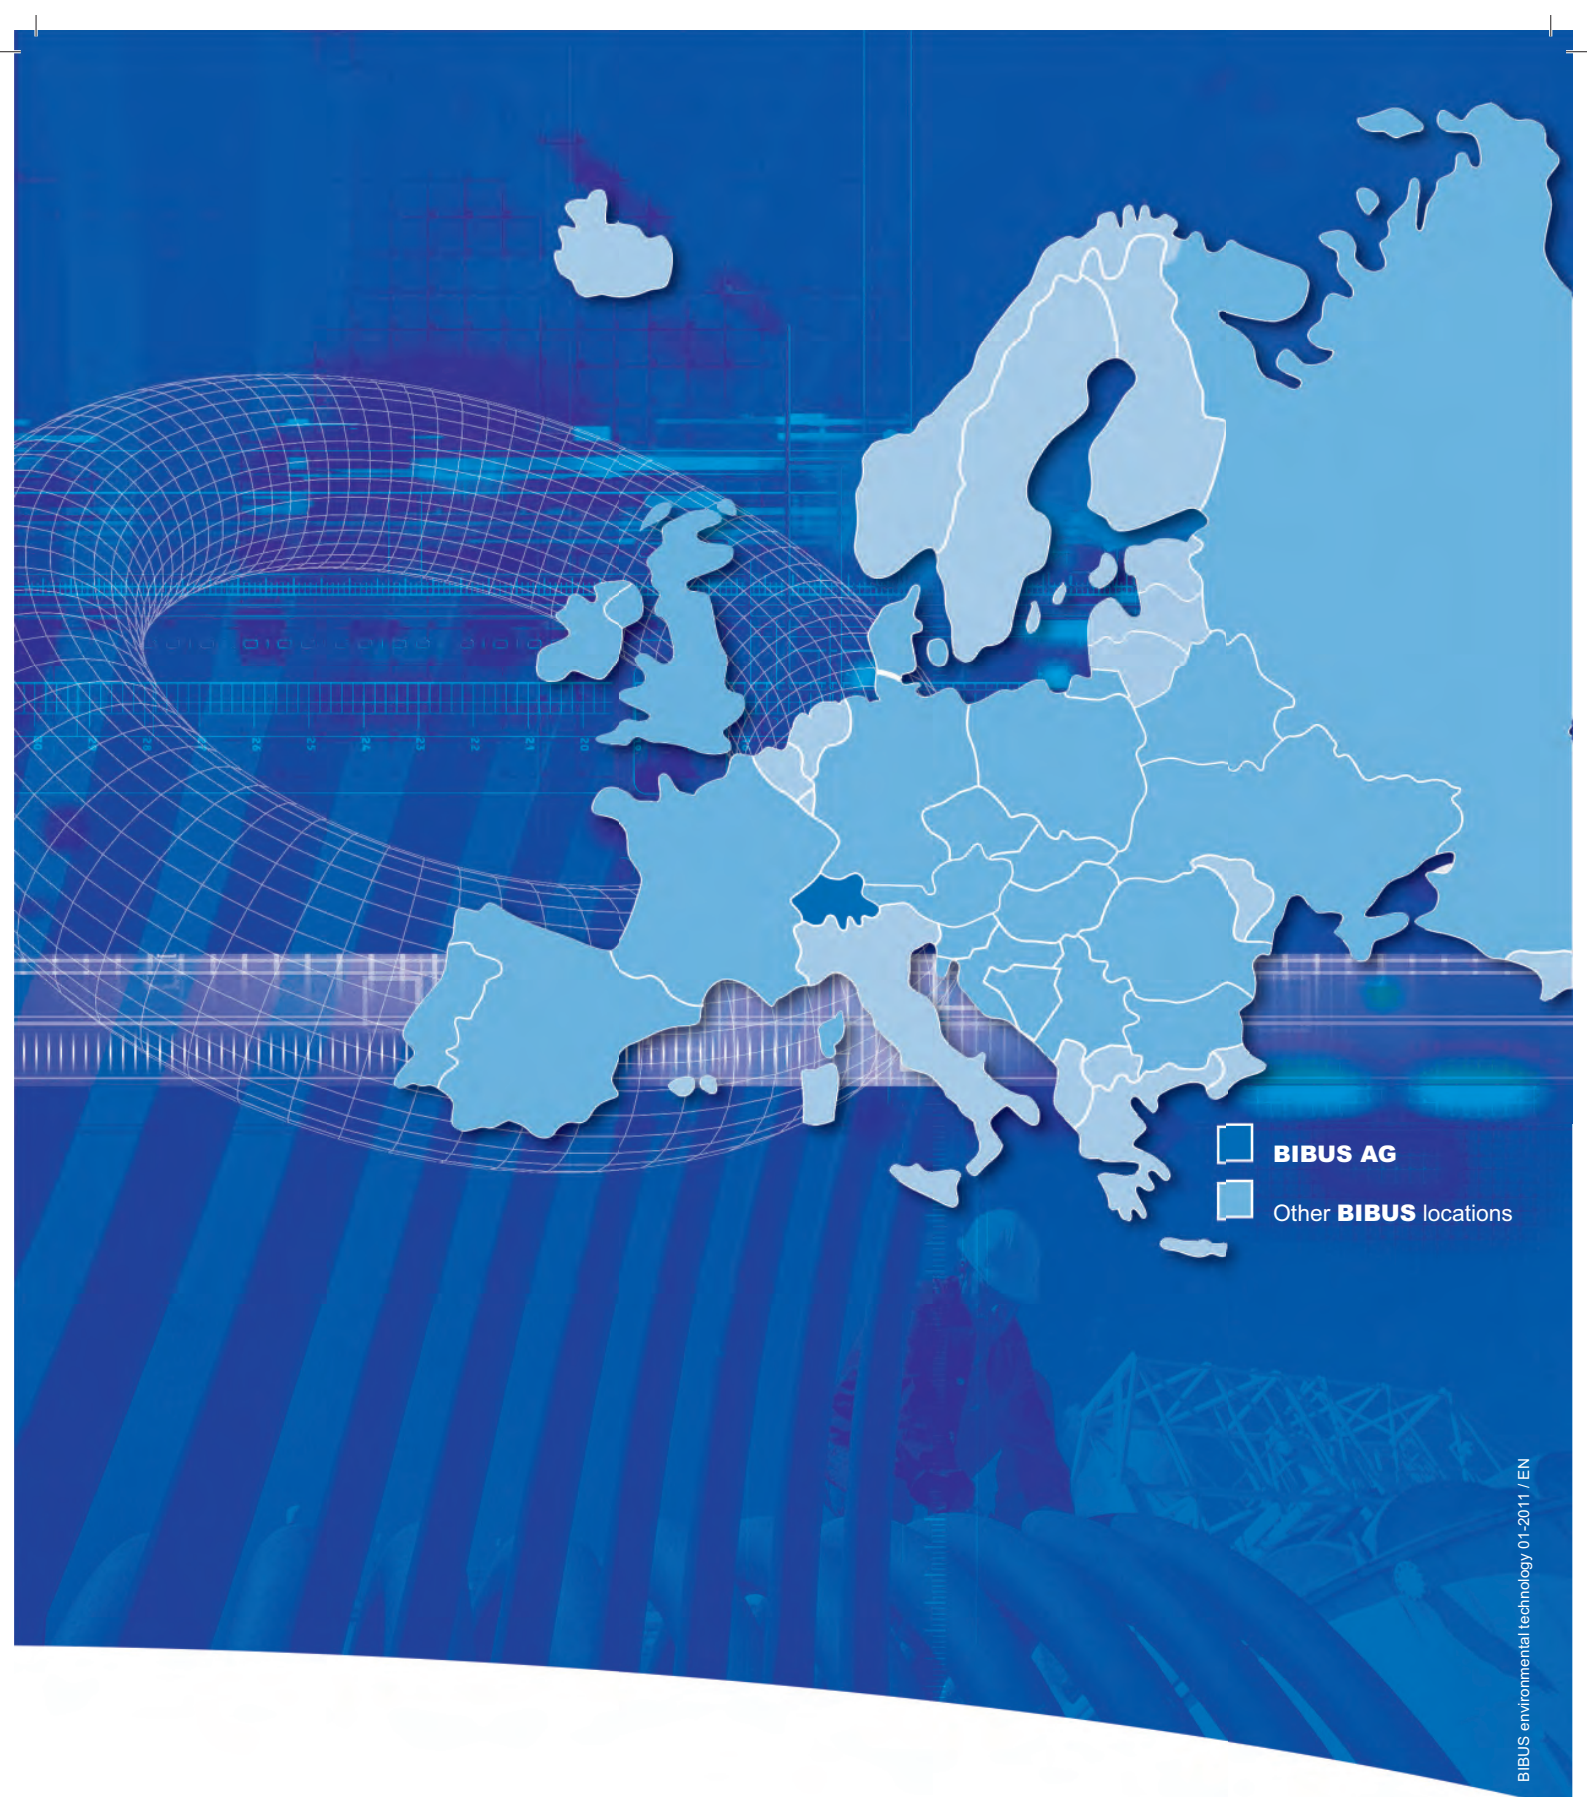 BIBUS AG
Other BIBUS locations
BIBUS environmental technology 01-2011 / EN